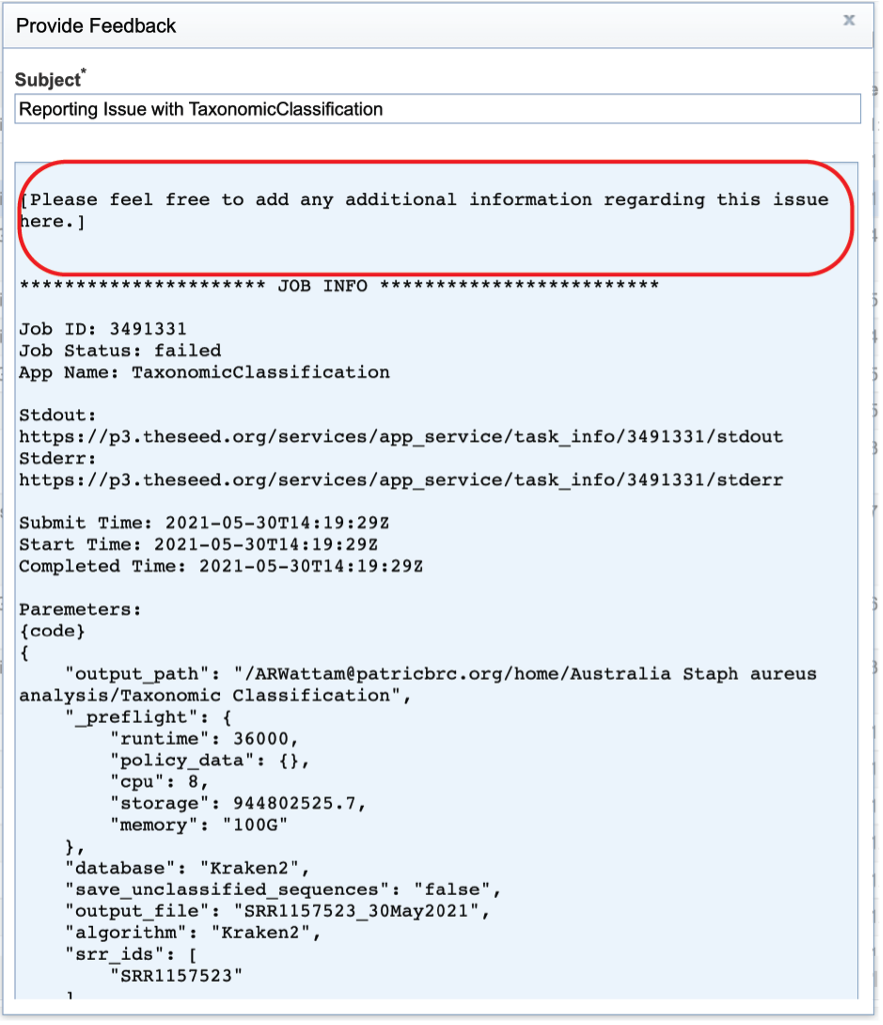 Provide Feedback
x
Subject*
Reporting Issue with TaxonomicClassification
[Please feel free to add any additional information regarding this issue
here.]
********************** JOB INFO *************************
Job ID: 3491331
Job Status: failed
App Name: TaxonomicClassification
Stdout:
https://p3.theseed.org/services/app_service/task_info/3491331/stdout
Stderr:
https://p3.theseed.org/services/app_service/task_info/3491331/stderr
Submit Time: 2021-05-30T14:19:29Z
Start Time: 2021-05-30T14:19:29Z
Completed Time: 2021-05-30T14:19:29Z
Paremeters:
{code}
{
    "output_path": "/ARWattam@patricbrc.org/home/Australia Staph aureus
analysis/Taxonomic Classification",
    "_preflight": {
        "runtime": 36000,
        "policy_data": {},
        "cpu": 8,
        "storage": 944802525.7,
        "memory": "100G"
    },
    "database": "Kraken2",
    "save_unclassified_sequences": "false",
    "output_file": "SRR1157523_30May2021",
    "algorithm": "Kraken2",
    "srr_ids": [
        "SRR1157523"
    ]